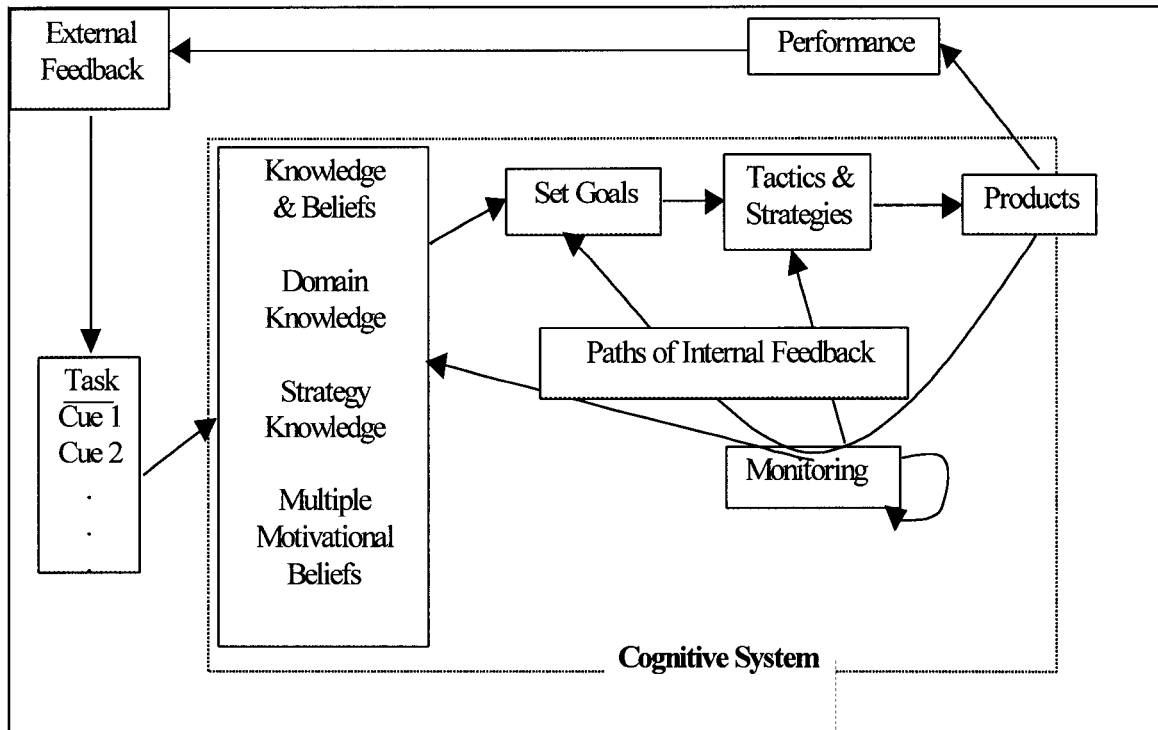 External
Feedback
Performance
Knowledge
& Beliefs
Domain
Knowledge
Strategy
Knowledge
Multiple
Motivational
Beliefs
Set Goals
Tactics &
Strategies
Products
Paths of Internal Feedback
Monitoring
Task
Cue 1
Cue 2
.
.
.
Cognitive System